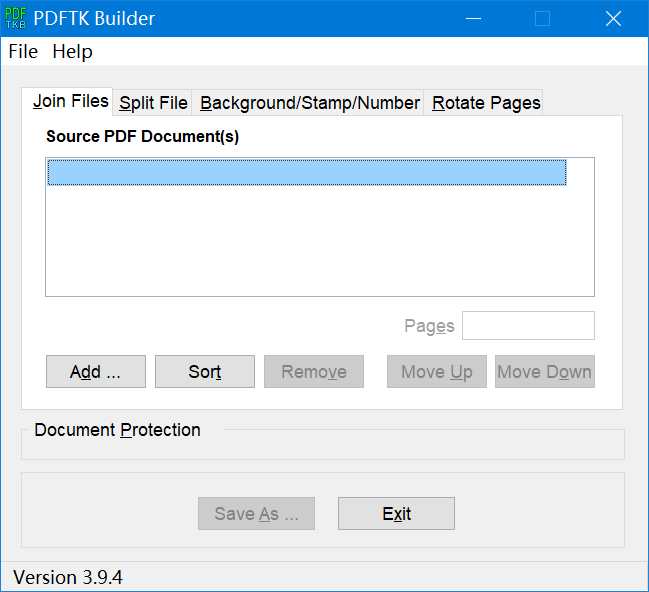 PDF TKB PDFTK Builder
File Help
Join Files Split File Background/Stamp/Number Rotate Pages
Source PDF Document(s)
Pages
Add ... Sort Remove Move Up Move Down
Document Protection
Save As ... Exit
Version 3.9.4